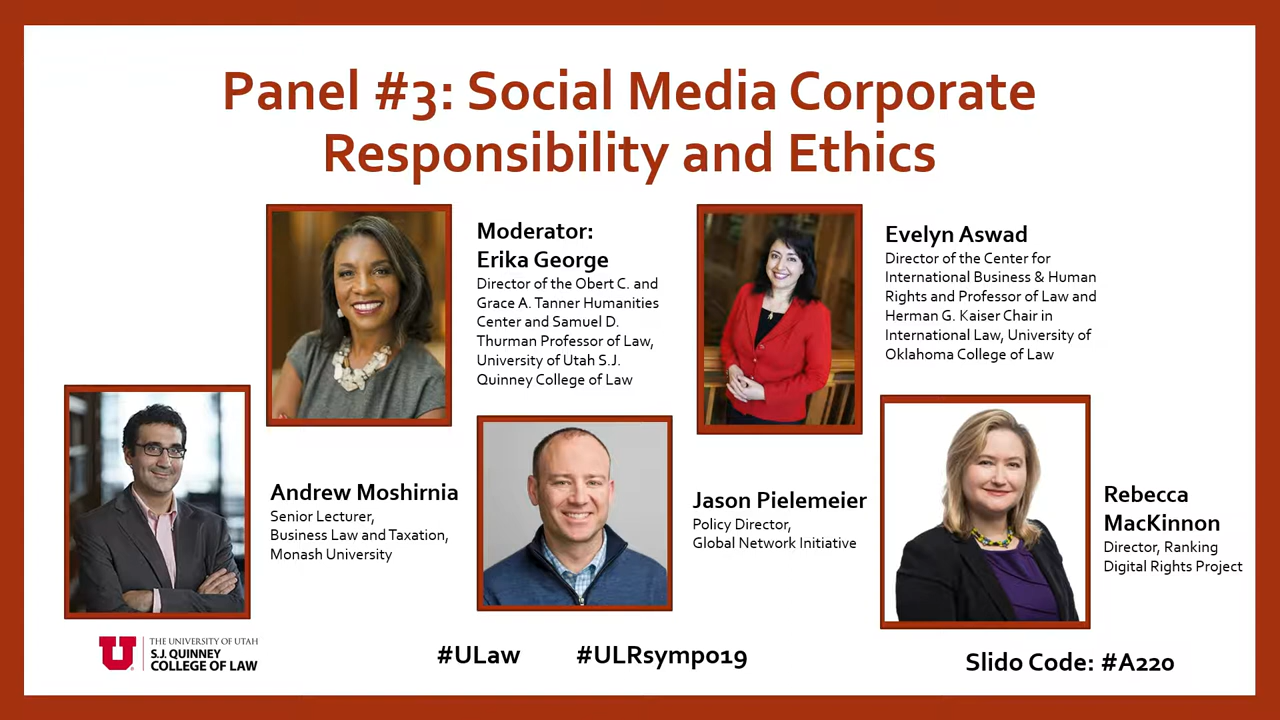 Panel #3: Social Media Corporate
Responsibility and Ethics
Moderator:
Erika George
Director of the Obert C. and
Grace A. Tanner Humanities
Center and Samuel D.
Thurman Professor of Law,
University of Utah S.J.
Quinney College of Law
Evelyn Aswad
Director of the Center for
International Business & Human
Rights and Professor of Law and
Herman G. Kaiser Chair in
International Law, University of
Oklahoma College of Law
Andrew Moshirnia
Senior Lecturer,
Business Law and Taxation,
Monash University
Jason Pielemeier
Policy Director,
Global Network Initiative
Rebecca
MacKinnon
Director, Ranking
Digital Rights Project
THE UNIVERSITY OF UTAH
S.J. QUINNEY
COLLEGE OF LAW
#ULaw #ULRsymp019
Slido Code: #A220